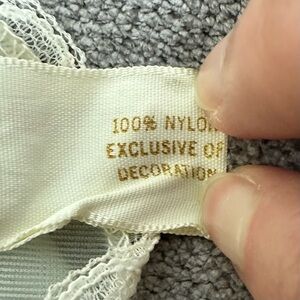 100% NYLON
EXCLUSIVE OF
DECORATION